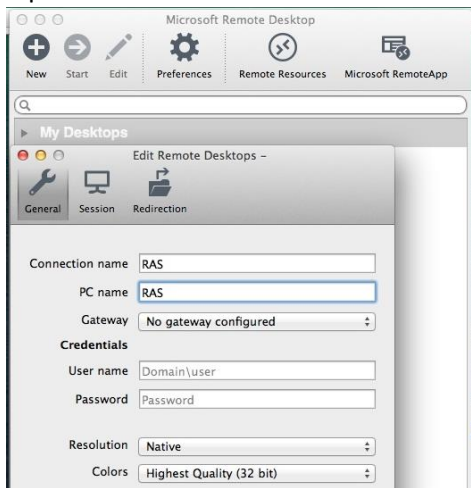 Microsoft Remote Desktop
New Start Edit Preferences Remote Resources Microsoft RemoteApp
My Desktops
Edit Remote Desktops –
General Session Redirection
Connection name RAS
PC name RAS
Gateway No gateway configured
Credentials
User name Domain\user
Password Password
Resolution Native
Colors Highest Quality (32 bit)